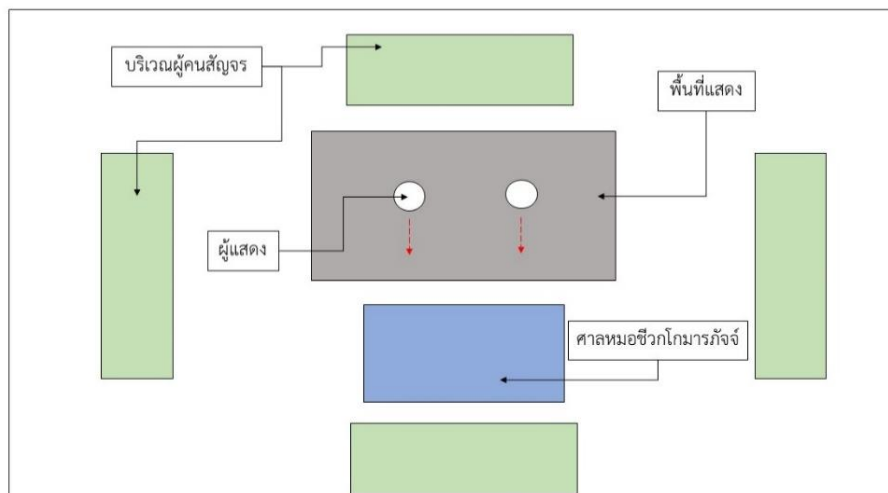 บริเวณผู้คนสัญจร
พื้นที่แสดง
ผู้แสดง
ศาลหมอชีวกโกมารภัจจ์